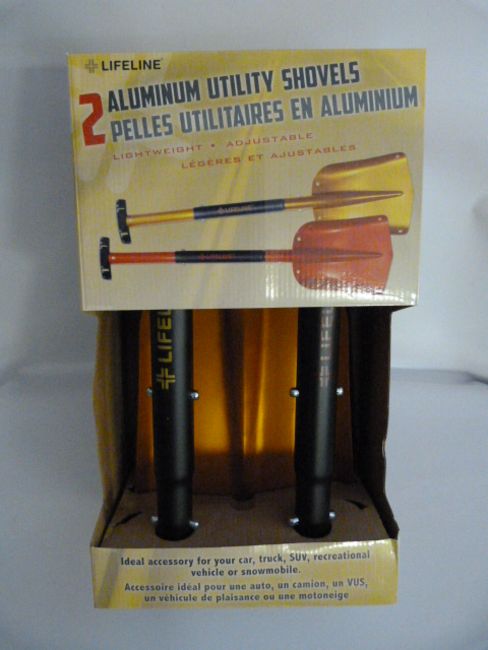 LIFELINE
2 ALUMINUM UTILITY SHOVELS
PELLES UTILITAIRES EN ALUMINIUM
LIGHTWEIGHT • ADJUSTABLE
LÉGÈRES ET AJUSTABLES
LIFELINE
LIFELINE
LIFEL
LIFEL
Ideal accessory for your car, truck, SUV, recreational
vehicle or snowmobile.
Accessoire idéal pour une auto, un camion, un VUS,
un véhicule de plaisance ou une motoneige